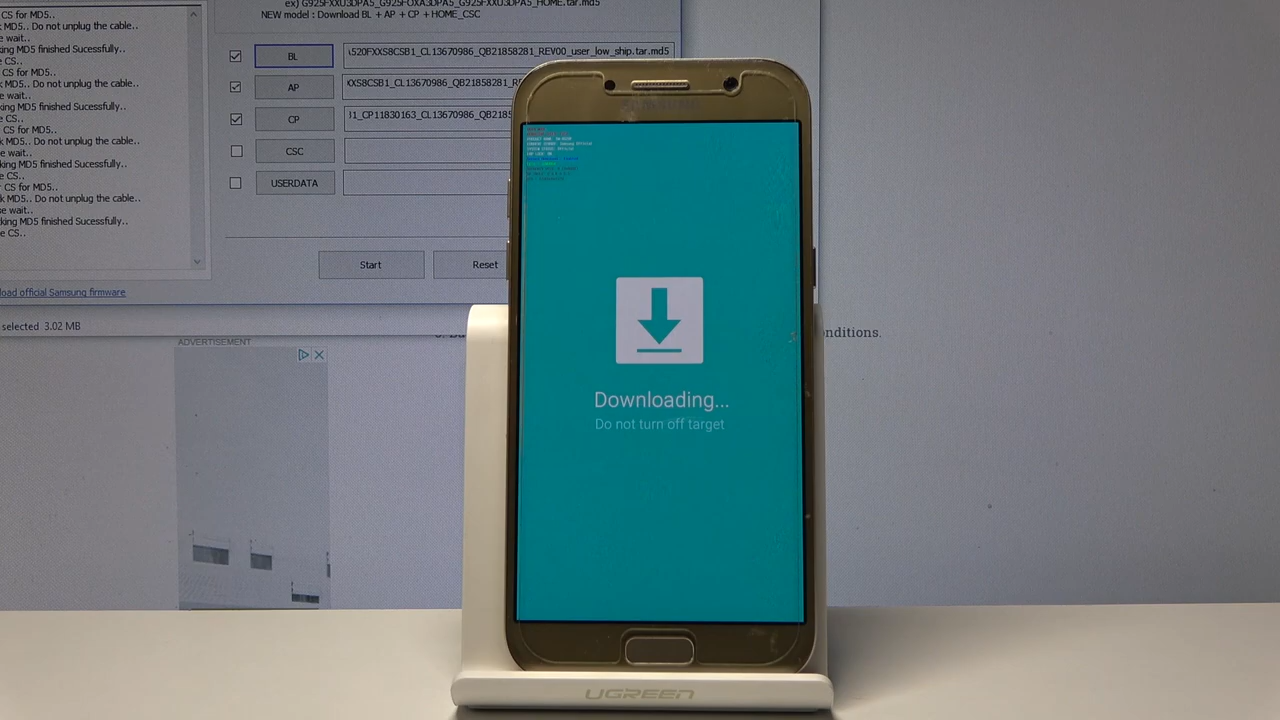 CS for MD5..
MD5.. Do not unplug the cable..
e wait..
king MD5 finished Sucessfully..
e CS..
CS for MD5..
MD5.. Do not unplug the cable..
e wait..
king MD5 finished Sucessfully..
e CS..
CS for MD5..
k MD5.. Do not unplug the cable..
e wait..
king MD5 finished Sucessfully..
e CS..
r CS for MD5..
k MD5.. Do not unplug the cable..
se wait..
king MD5 finished Sucessfully..
e CS..
load official Samsung firmware
selected 3.02 MB
ex) G925FXXU3DPA5_G925FOXA3DPA5_G925FXXU3DPA5_HOME.tar.md5
NEW model : Download BL + AP + CP + HOME_CSC
BL
\520FXXS8CSB1_CL13670986_QB21858281_REV00_user_low_ship.tar.md5
AP
XXS8CSB1_CL13670986_QB21858281_R
CP
_CP11830163_CL13670986_QB21858
CSC
USERDATA
Start
Reset
ADVERTISEMENT
nditions.
SAMSUNG
Downloading...
Do not turn off target
UGREEN